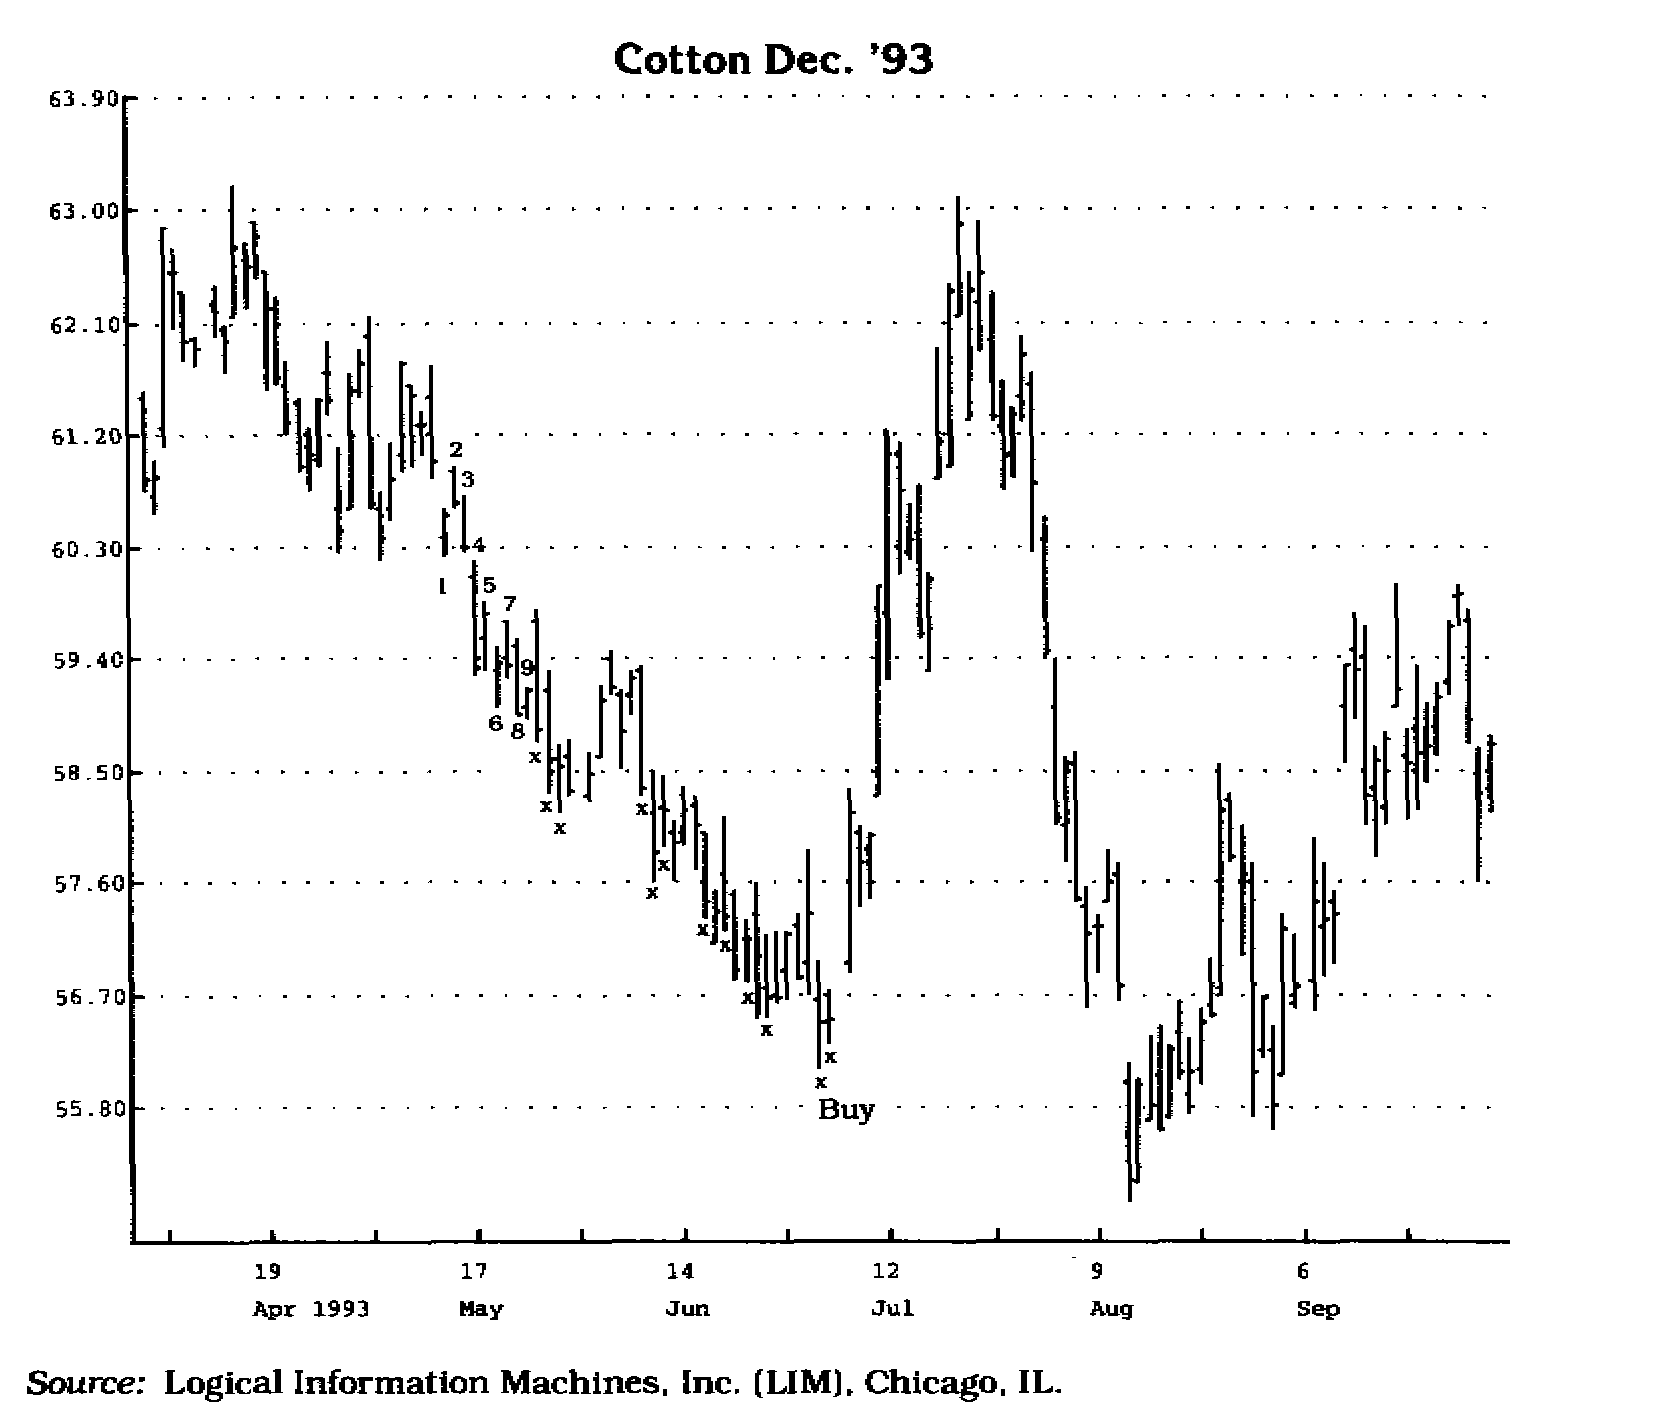 Cotton Dec. '93
63.90
63.00
62.10
61.20
2
3
60.30
4
1
5
7
59.40
9
6
8
x
58.50
x
x
x
x
57.60
x
x
x
56.70
x
x
x
x
55.80
Buy
19 17 14 12 9 6
Apr 1993 May Jun Jul Aug Sep
Source: Logical Information Machines, Inc. (LIM), Chicago, IL.